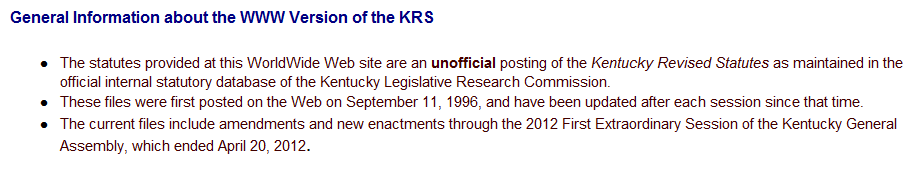 General Information about the WWW Version of the KRS
● The statutes provided at this WorldWide Web site are an unofficial posting of the Kentucky Revised Statutes as maintained in the
official internal statutory database of the Kentucky Legislative Research Commission.
● These files were first posted on the Web on September 11, 1996, and have been updated after each session since that time.
● The current files include amendments and new enactments through the 2012 First Extraordinary Session of the Kentucky General
Assembly, which ended April 20, 2012.